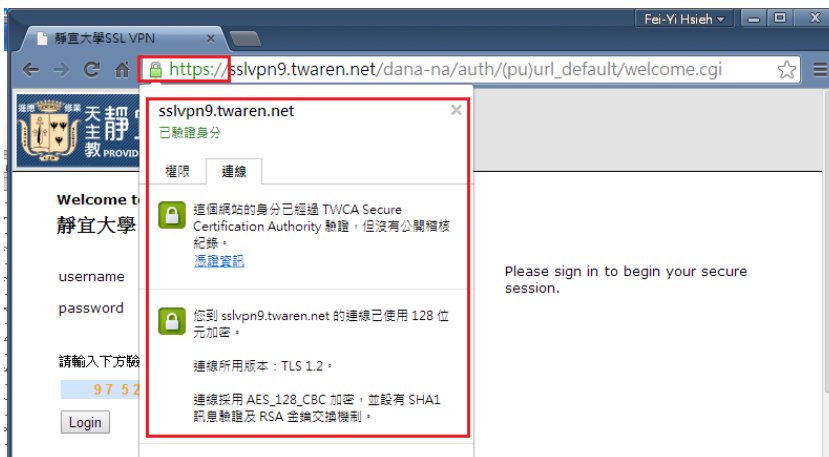 Fei-Yi Hsieh
靜宜大學SSL VPN
https://sslvpn9.twaren.net/dana-na/auth/(pu)url_default/welcome.cgi
天主教
靜
PROVID
sslvpn9.twaren.net
已驗證身分
權限 連線
Welcome t
靜宜大學
這個網站的身分已經過 TWCA Secure
Certification Authority 驗證，但沒有公開稽核
紀錄。
憑證資訊
username
password
Please sign in to begin your secure
session.
您到 sslvpn9.twaren.net 的連線已使用 128 位
元加密。
連線所用版本：TLS 1.2。
請輸入下方驗
97 52
連線採用 AES_128_CBC 加密，並設有 SHA1
訊息驗證及 RSA 金鑰交換機制。
Login